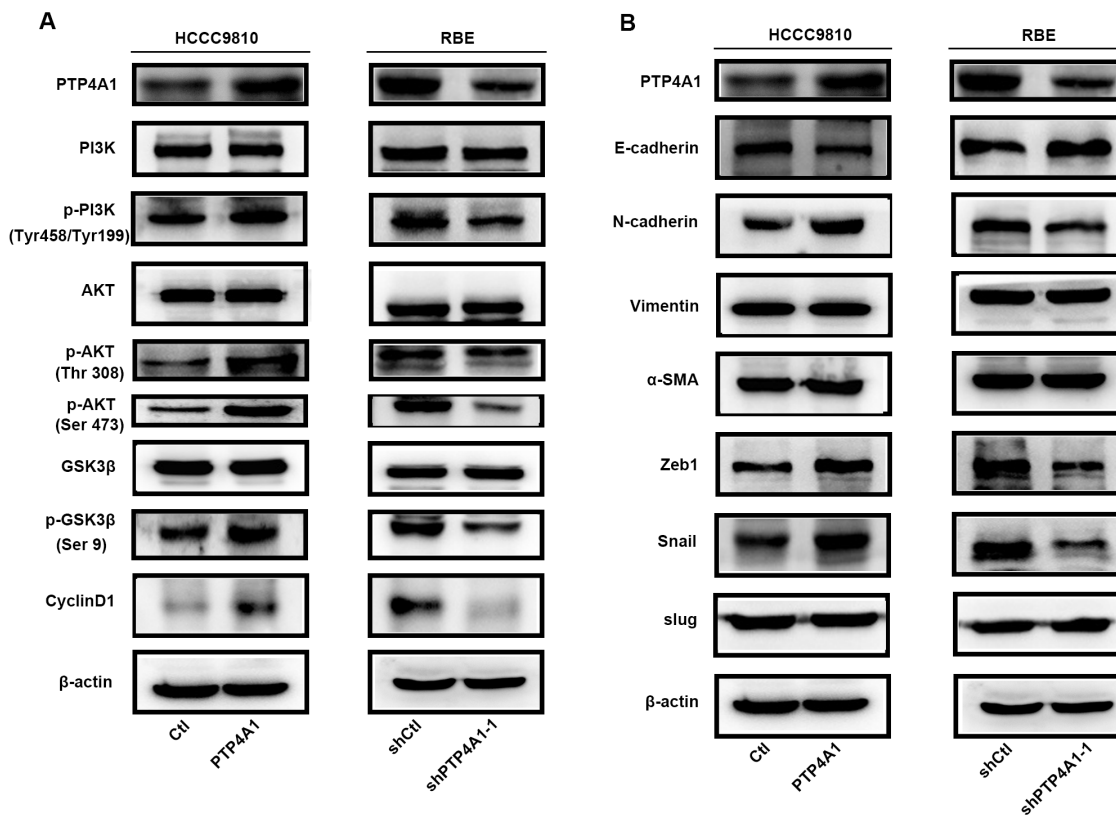 A
HCCC9810
RBE
PTP4A1
PI3K
p-PI3K
(Tyr458/Tyr199)
AKT
p-AKT
(Thr 308)
p-AKT
(Ser 473)
GSK3β
p-GSK3β
(Ser 9)
CyclinD1
β-actin
Ctl
PTP4A1
shCtl
shPTP4A1-1
B
HCCC9810
RBE
PTP4A1
E-cadherin
N-cadherin
Vimentin
α-SMA
Zeb1
Snail
slug
β-actin
Ctl
PTP4A1
shCtl
shPTP4A1-1